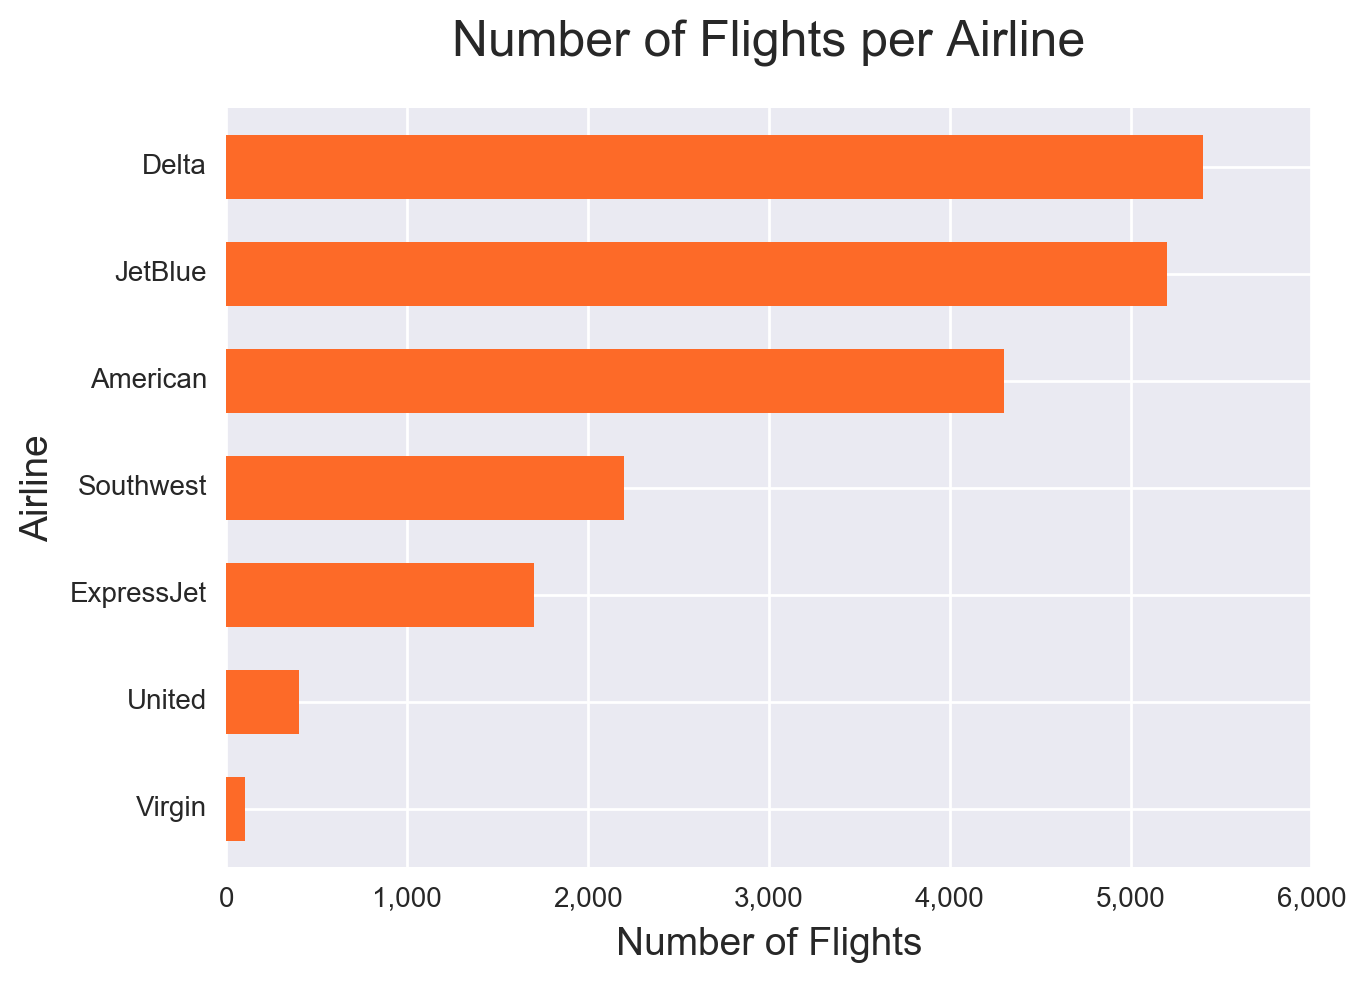 Number of Flights per Airline
Delta
JetBlue
American
Southwest
ExpressJet
United
Virgin
Airline
0 1,000 2,000 3,000 4,000 5,000 6,000
Number of Flights